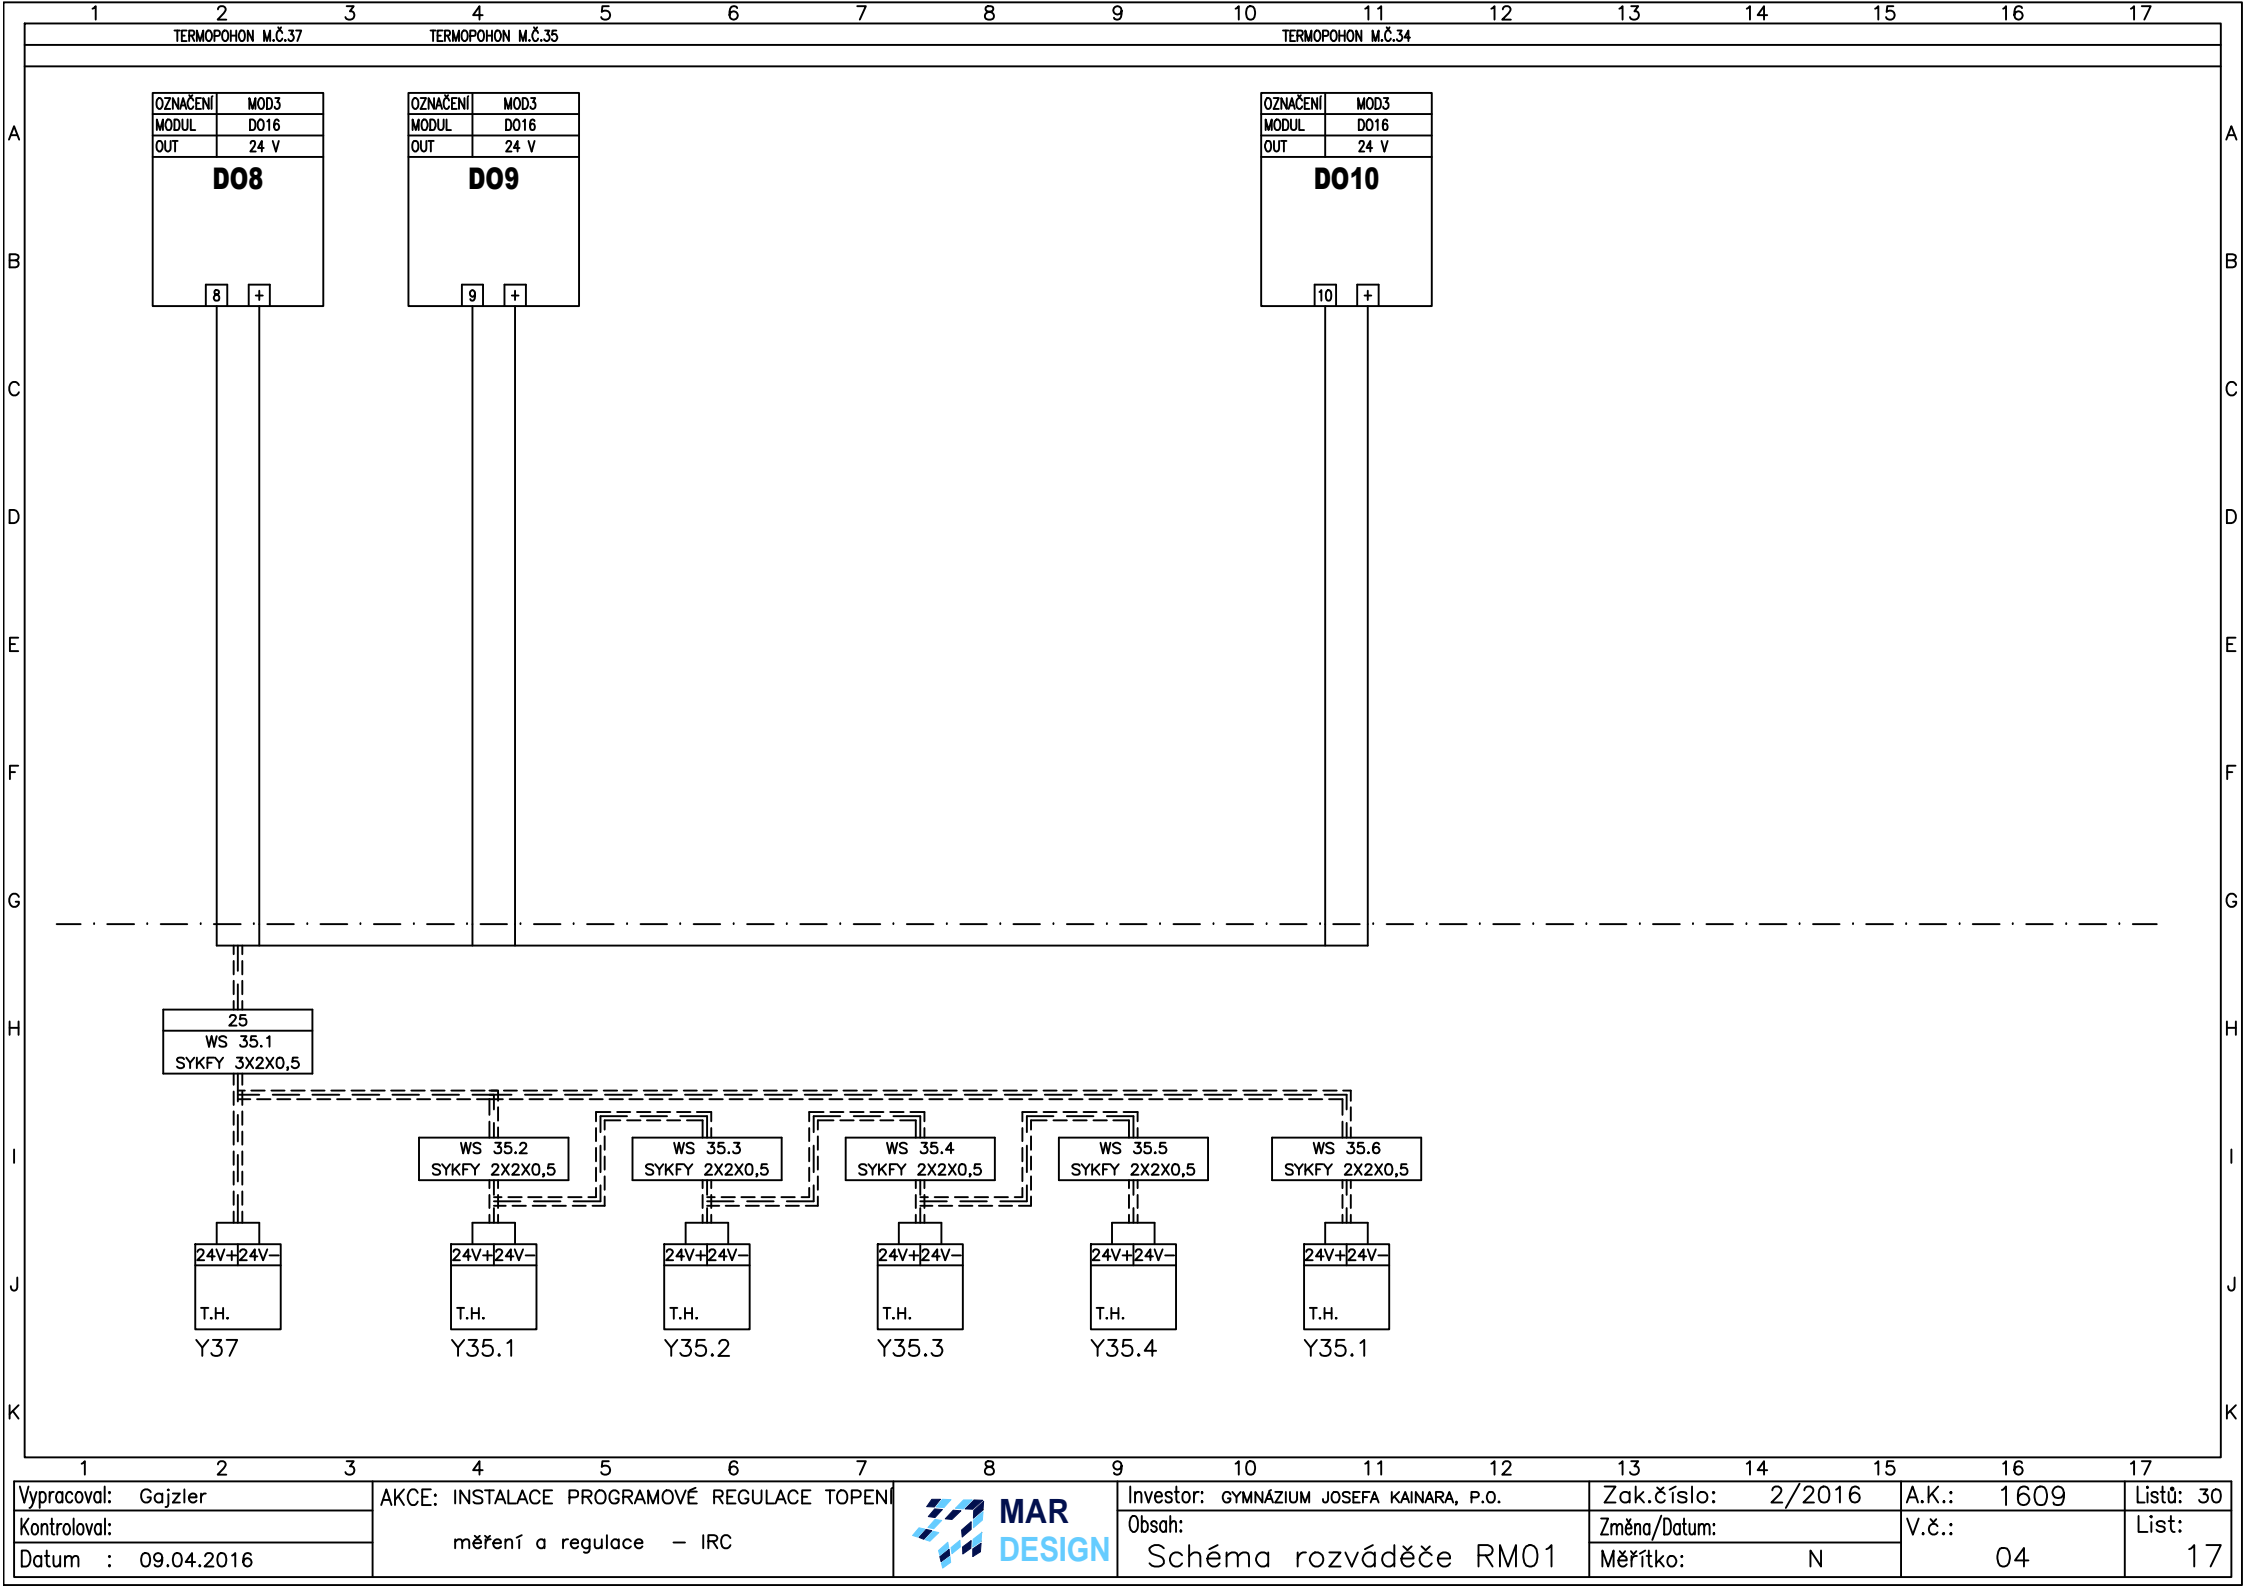 1 2 3 4 5 6 7 8 9 10 11 12 13 14 15 16 17
TERMOPOHON M.Č.37 TERMOPOHON M.Č.35 TERMOPOHON M.Č.34
OZNAČENÍ MOD3 OZNAČENÍ MOD3 OZNAČENÍ MOD3
A MODUL DO16 MODUL DO16 MODUL DO16 A
OUT 24 V OUT 24 V OUT 24 V
DO8 DO9 DO10
B B
8 + 9 + 10 +
C C
D D
E E
F F
G G
25
H H
WS 35.1
SYKFY 3X2X0,5
WS 35.2 WS 35.3 WS 35.4 WS 35.5 WS 35.6
I I
SYKFY 2X2X0,5 SYKFY 2X2X0,5 SYKFY 2X2X0,5 SYKFY 2X2X0,5 SYKFY 2X2X0,5
24V+ 24V- 24V+ 24V- 24V+ 24V- 24V+ 24V- 24V+ 24V- 24V+ 24V-
J J
T.H. T.H. T.H. T.H. T.H. T.H.
Y37 Y35.1 Y35.2 Y35.3 Y35.4 Y35.1
K K
1 2 3 4 5 6 7 8 9 10 11 12 13 14 15 16 17
Vypracoval: Gajzler
Kontroloval:
Datum : 09.04.2016
AKCE: INSTALACE PROGRAMOVÉ REGULACE TOPENÍ
měření a regulace – IRC
MAR
DESIGN
Investor: GYMNÁZIUM JOSEFA KAINARA, P.O.
Obsah:
Schéma rozváděče RM01
Zak.číslo: 2/2016
Změna/Datum:
Měřítko: N
A.K.: 1609
V.č.:
04
Listů: 30
List:
17